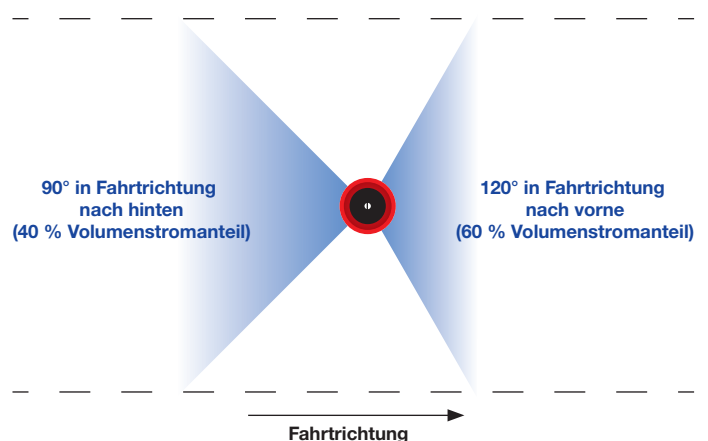 90° in Fahrtrichtung
nach hinten
(40 % Volumenstromanteil)
120° in Fahrtrichtung
nach vorne
(60 % Volumenstromanteil)
Fahrtrichtung